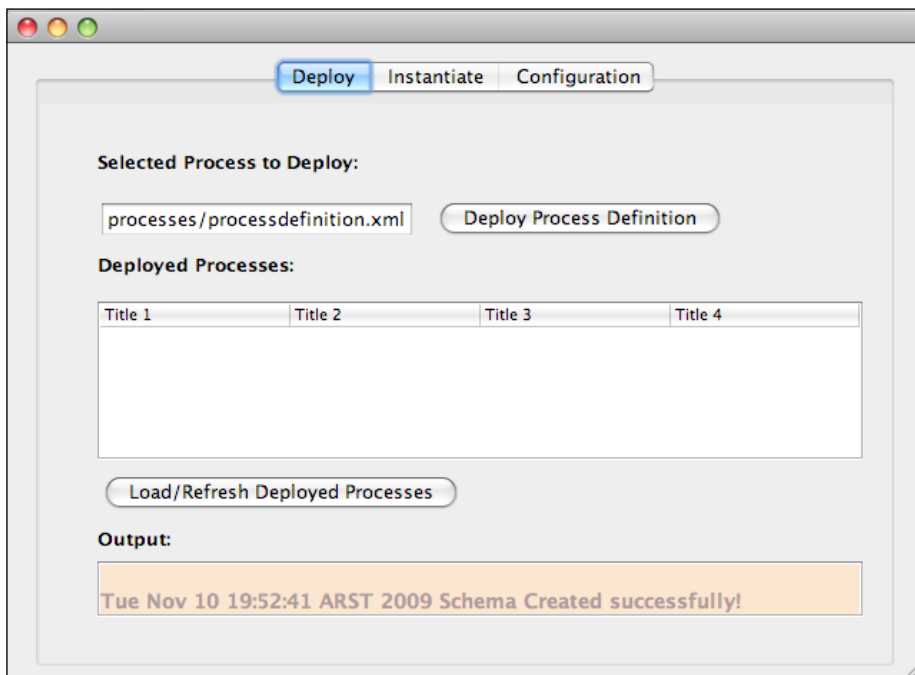 Deploy Instantiate Configuration
Selected Process to Deploy:
processes/processdefinition.xml Deploy Process Definition
Deployed Processes:
Title 1 Title 2 Title 3 Title 4
Load/Refresh Deployed Processes
Output:
Tue Nov 10 19:52:41 ARST 2009 Schema Created successfully!